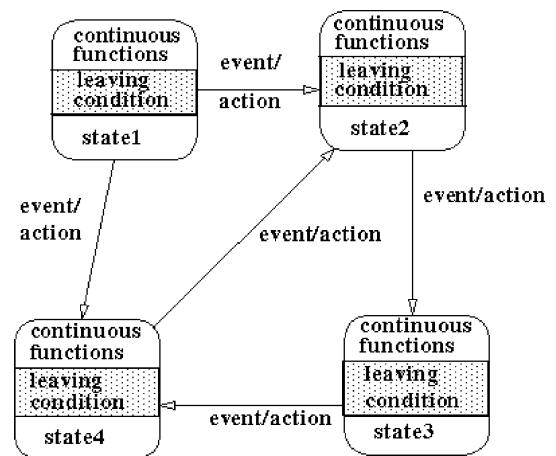 continuous
functions
leaving
condition
state1
event/
action
continuous
functions
leaving
condition
state2
event/
action
event/action
event/action
continuous
functions
leaving
condition
state4
event/action
continuous
functions
leaving
condition
state3